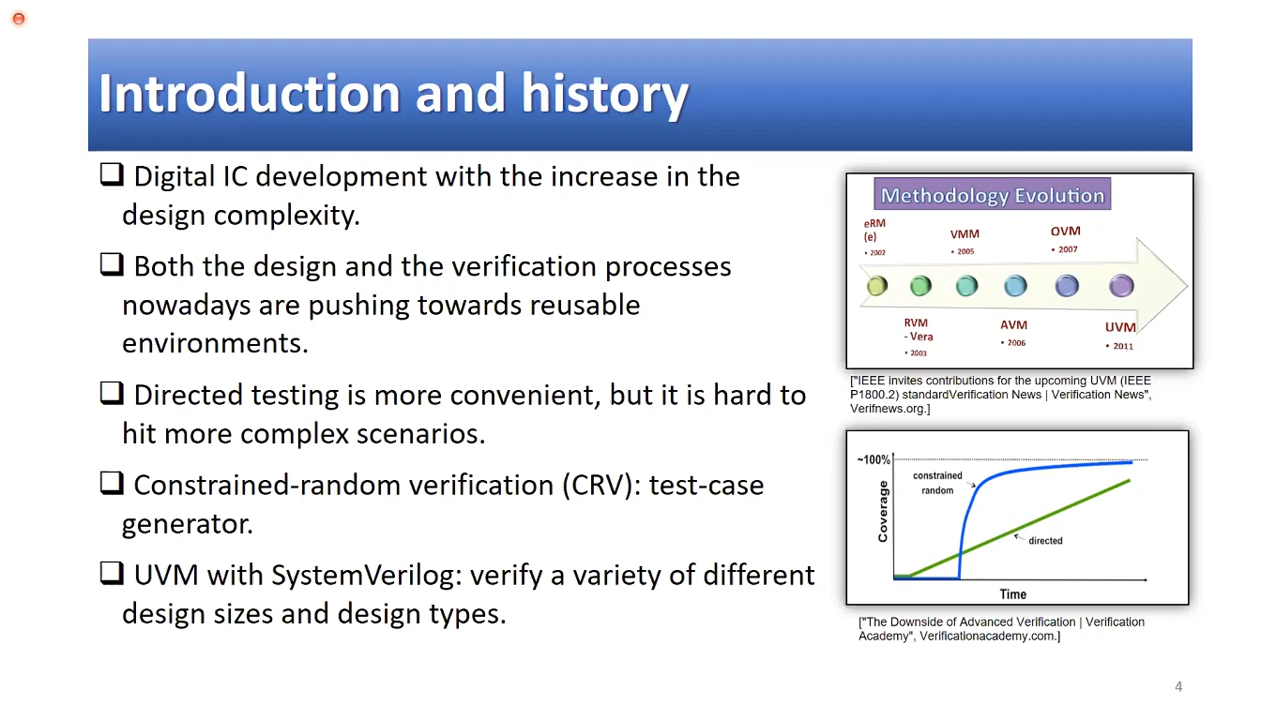 Introduction and history
❑ Digital IC development with the increase in the
design complexity.
❑ Both the design and the verification processes
nowadays are pushing towards reusable
environments.
❑ Directed testing is more convenient, but it is hard to
hit more complex scenarios.
❑ Constrained-random verification (CRV): test-case
generator.
❑ UVM with SystemVerilog: verify a variety of different
design sizes and design types.
Methodology Evolution
eRM
(e)
• 2002
VMM
• 2005
OVM
• 2007
RVM
- Vera
• 2003
AVM
• 2006
UVM
• 2011
["IEEE invites contributions for the upcoming UVM (IEEE
P1800.2) standardVerification News | Verification News",
Verifnews.org.]
~100%
Coverage
constrained
random
directed
Time
["The Downside of Advanced Verification | Verification
Academy", Verificationacademy.com.]
4